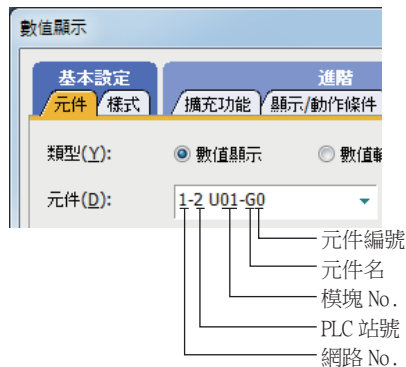 數值顯示
基本設定 進階
元件 樣式 擴充功能 顯示/動作條件
類型(Y): 數值顯示 數值
元件(D): 1-2 U01-G0
元件編號
元件名
模塊 No.
PLC 站號
網路 No.